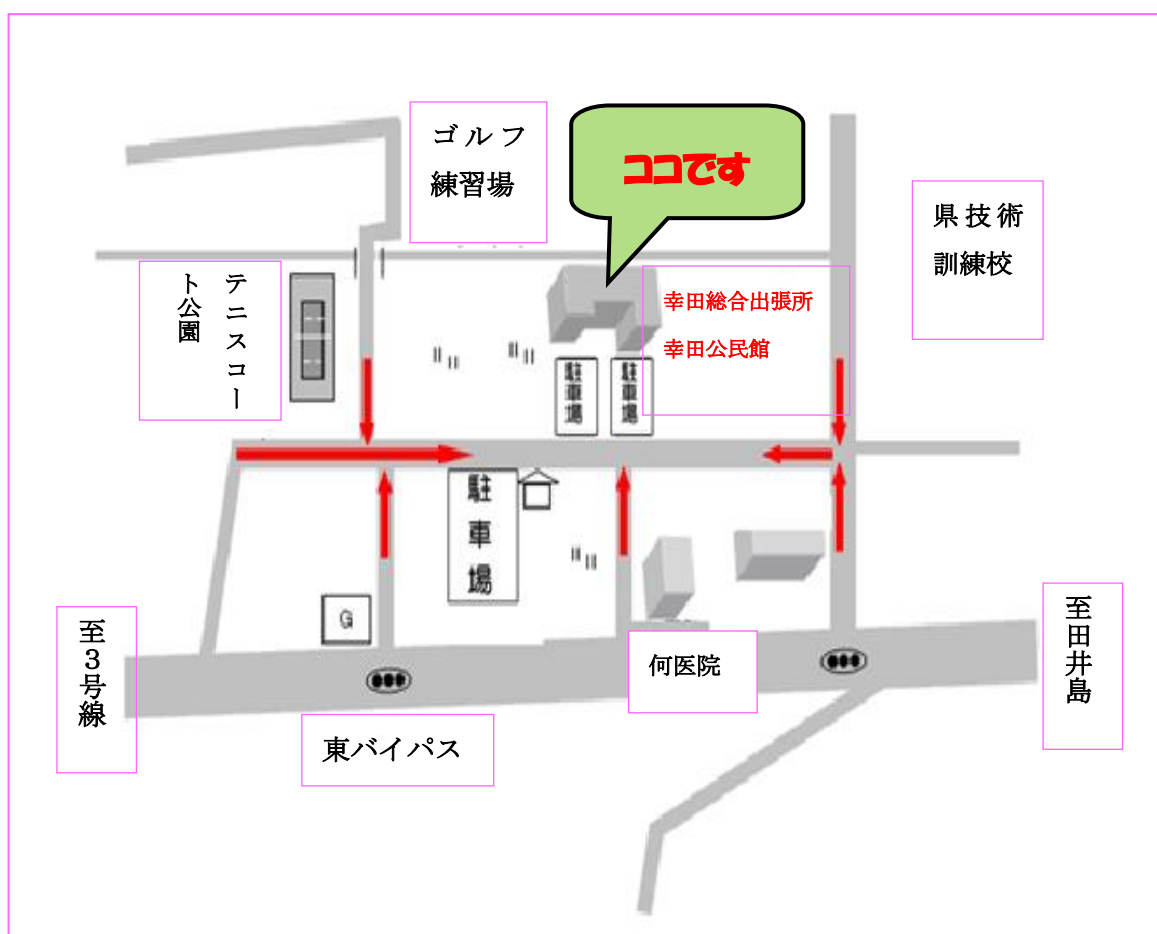 ゴルフ
練習場
ココです
県技術
訓練校
テニスコー
ト公園
幸田総合出張所
幸田公民館
駐車場
駐車場
駐車場
G
至3号線
何医院
至田井島
東バイパス